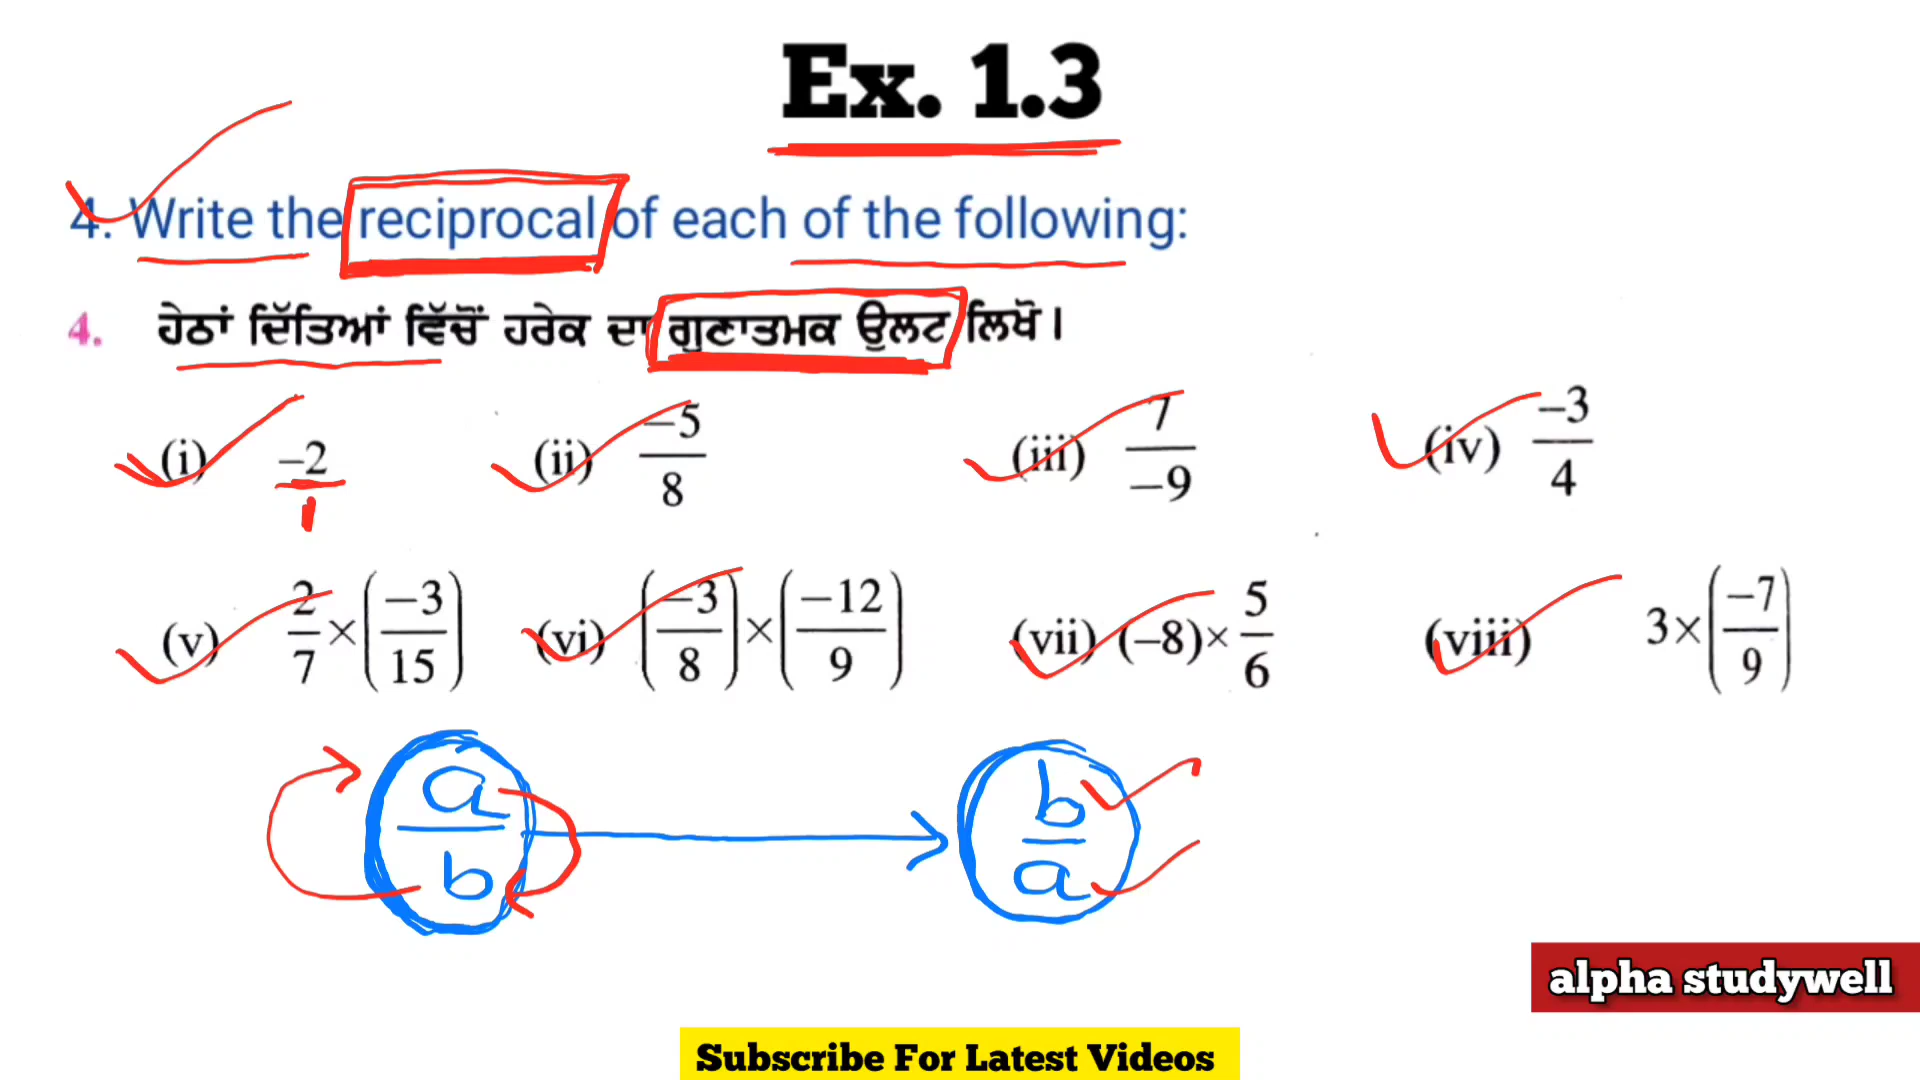 Ex. 1.3
4. Write the reciprocal of each of the following:
4. ਹੇਠਾਂ ਦਿੱਤਿਆਂ ਵਿੱਚੋਂ ਹਰੇਕ ਦਾ ਗੁਣਾਤਮਕ ਉਲਟ ਲਿਖੋ।
(i) −2/1 (ii) −5/8 (iii) 7/−9 (iv) −3/4
(v) 2/7 × (−3/15) (vi) (−3/8) × (−12/9) (vii) (−8) × 5/6 (viii) 3 × (−7/9)
a/b b/a
alpha studywell
Subscribe For Latest Videos